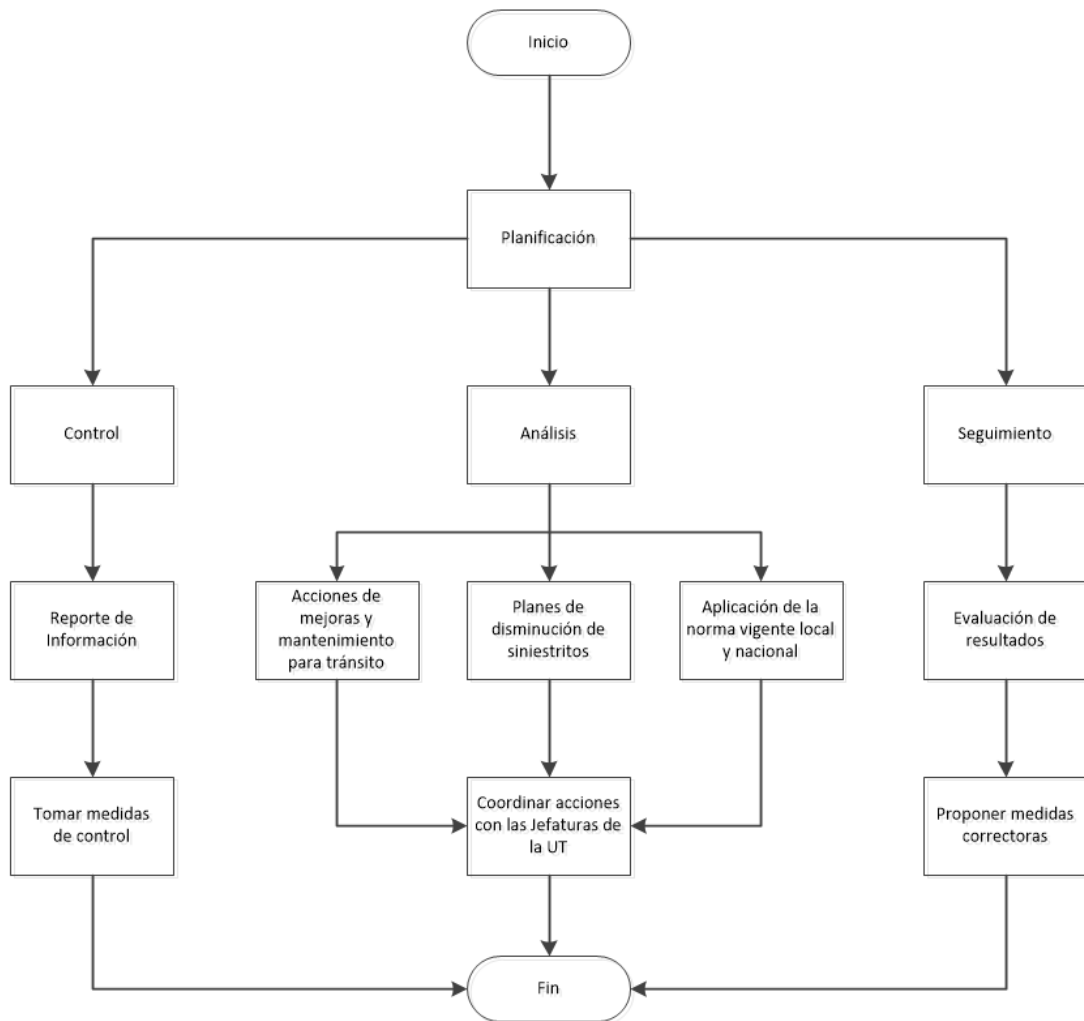 Inicio
Planificación
Control
Análisis
Seguimiento
Reporte de
Información
Acciones de
mejoras y
mantenimiento
para tránsito
Planes de
disminución de
siniestritos
Aplicación de la
norma vigente local
y nacional
Evaluación de
resultados
Tomar medidas
de control
Coordinar acciones
con las Jefaturas de
la UT
Proponer medidas
correctoras
Fin